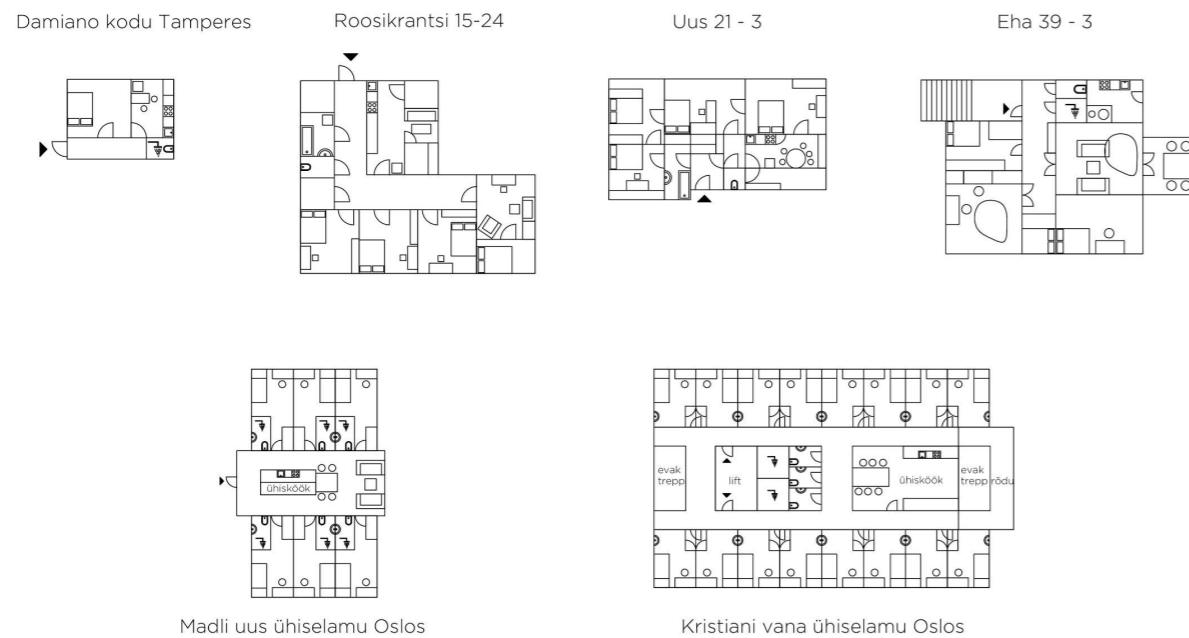 Damiano kodu Tamperes
Roosikrantsi 15-24
Uus 21 - 3
Eha 39 - 3
ühisköök
evak
trepp
lift
ühisköök
evak
trepp
rõdu
Madli uus ühiselamu Oslos
Kristiani vana ühiselamu Oslos